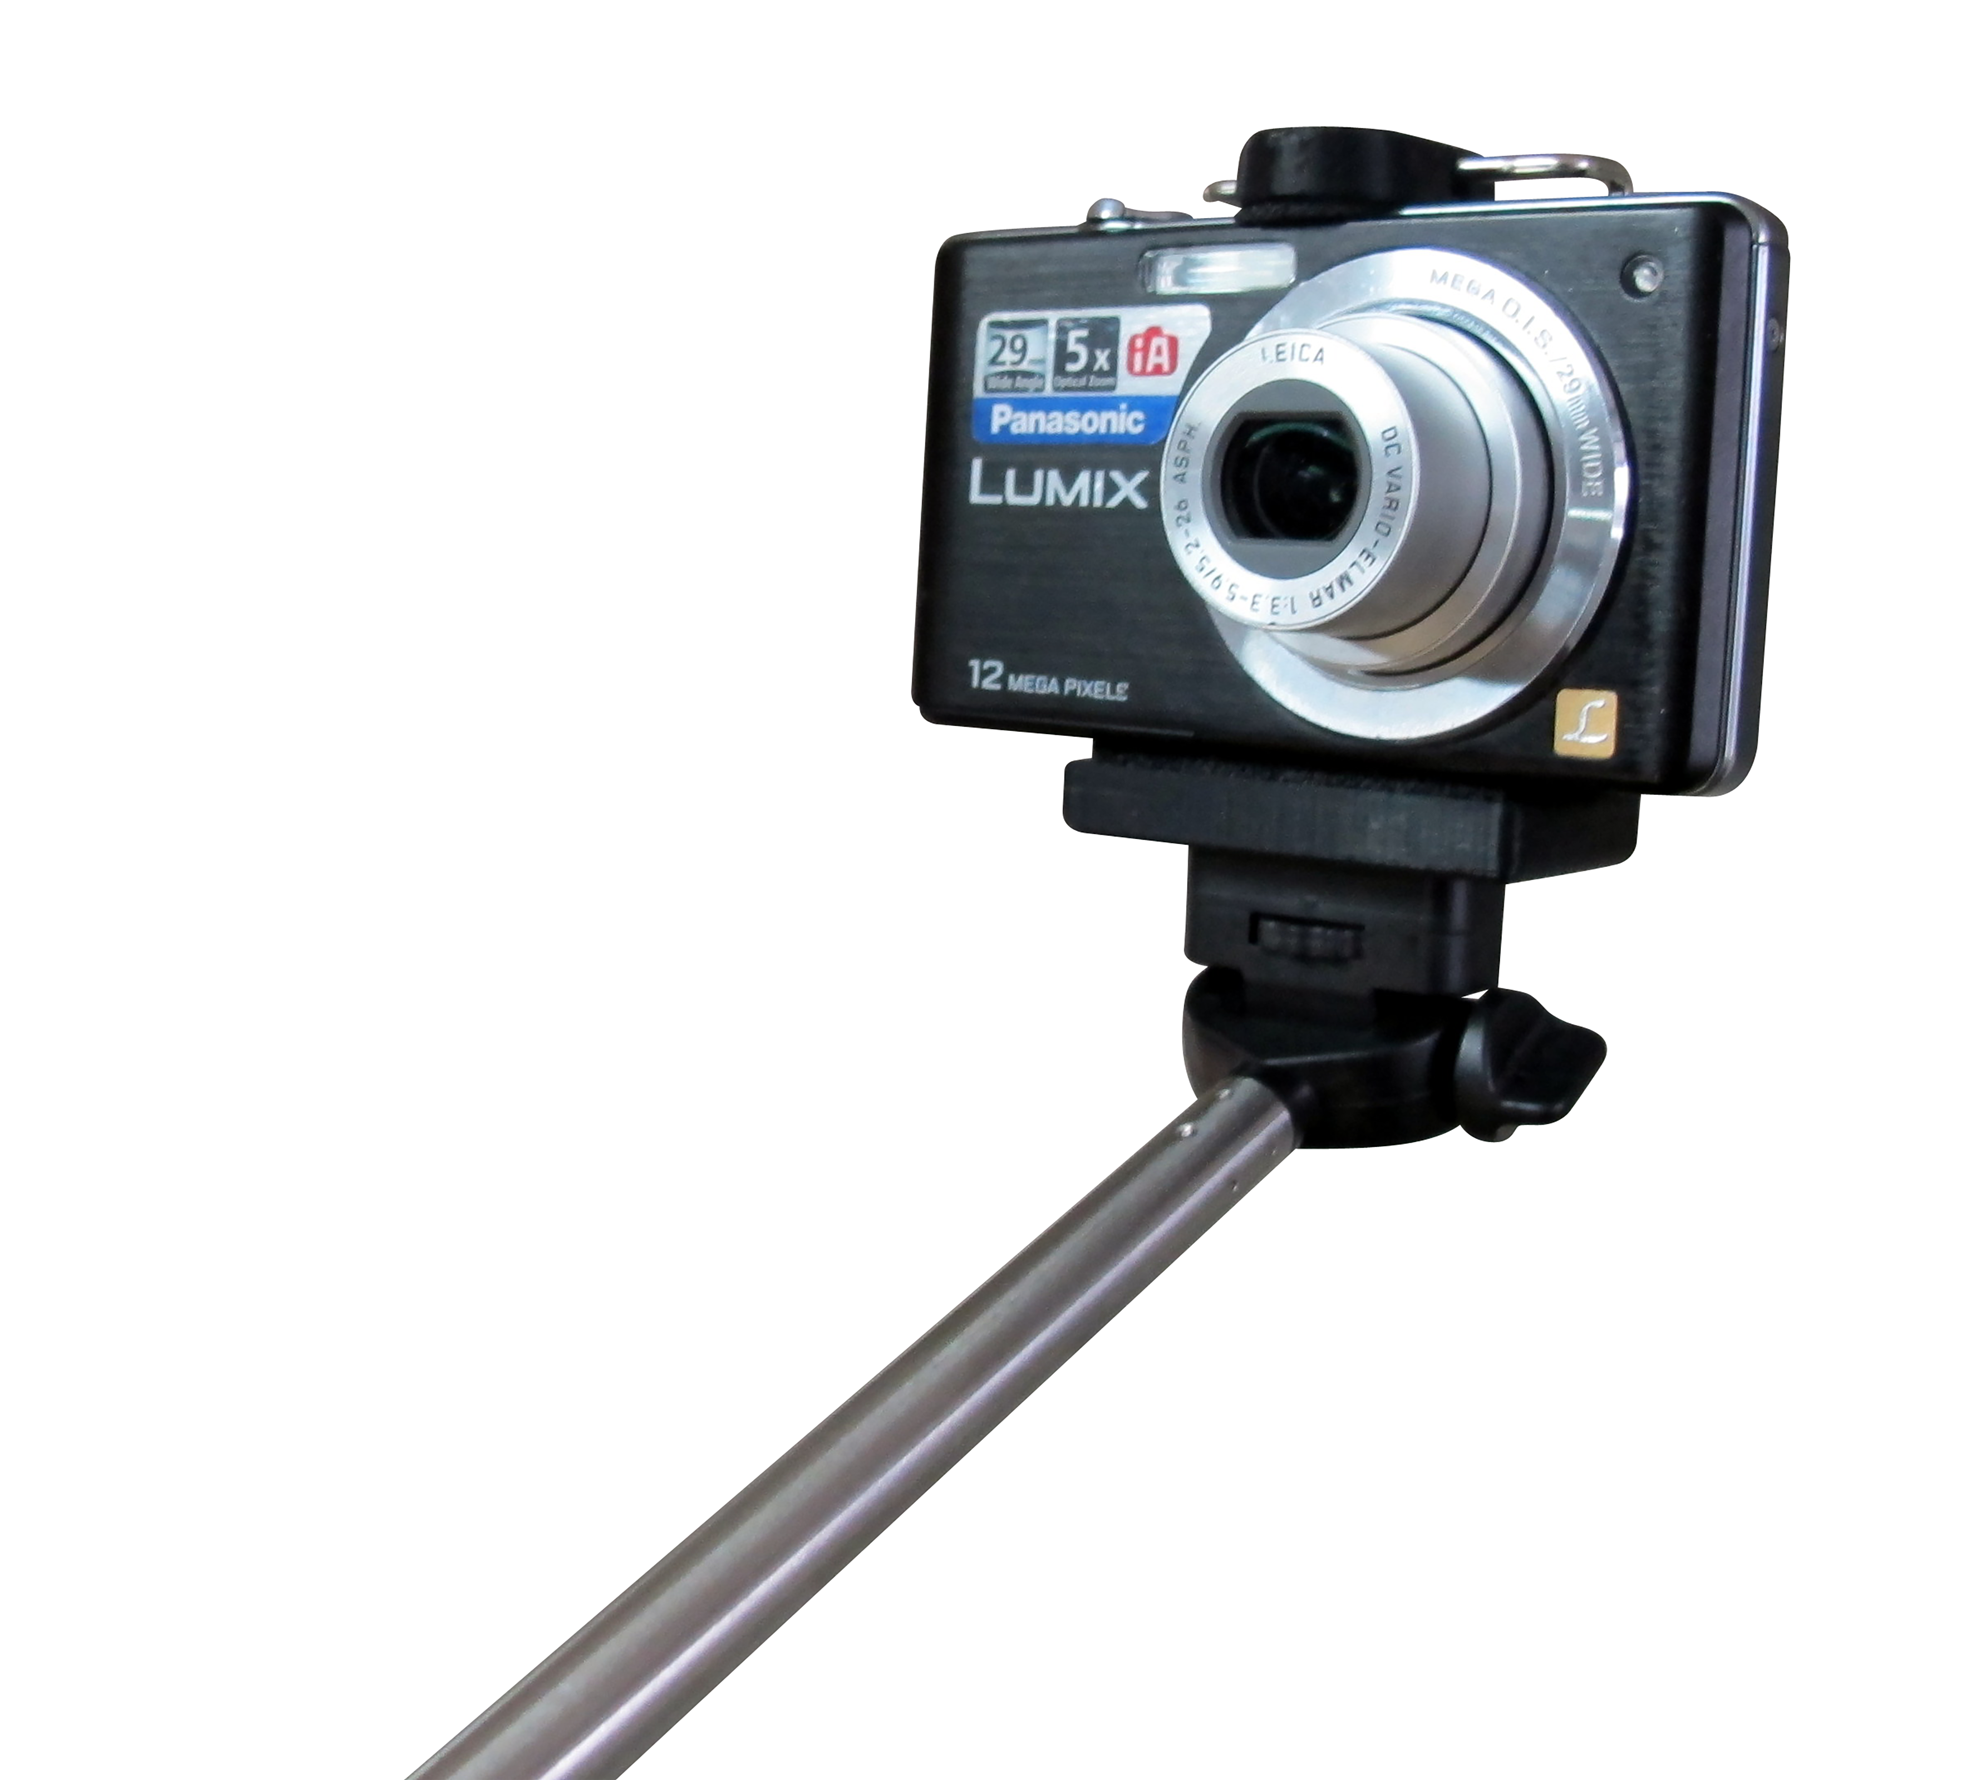 29
Wide Angle
5x
Optical Zoom
iA
Panasonic
LUMIX
12 MEGA PIXELS
LEICA
DC VARIO-ELMAR 1:3.3-5.9/5.2-26 ASPH.
MEGA O.I.S./29mm WIDE
L